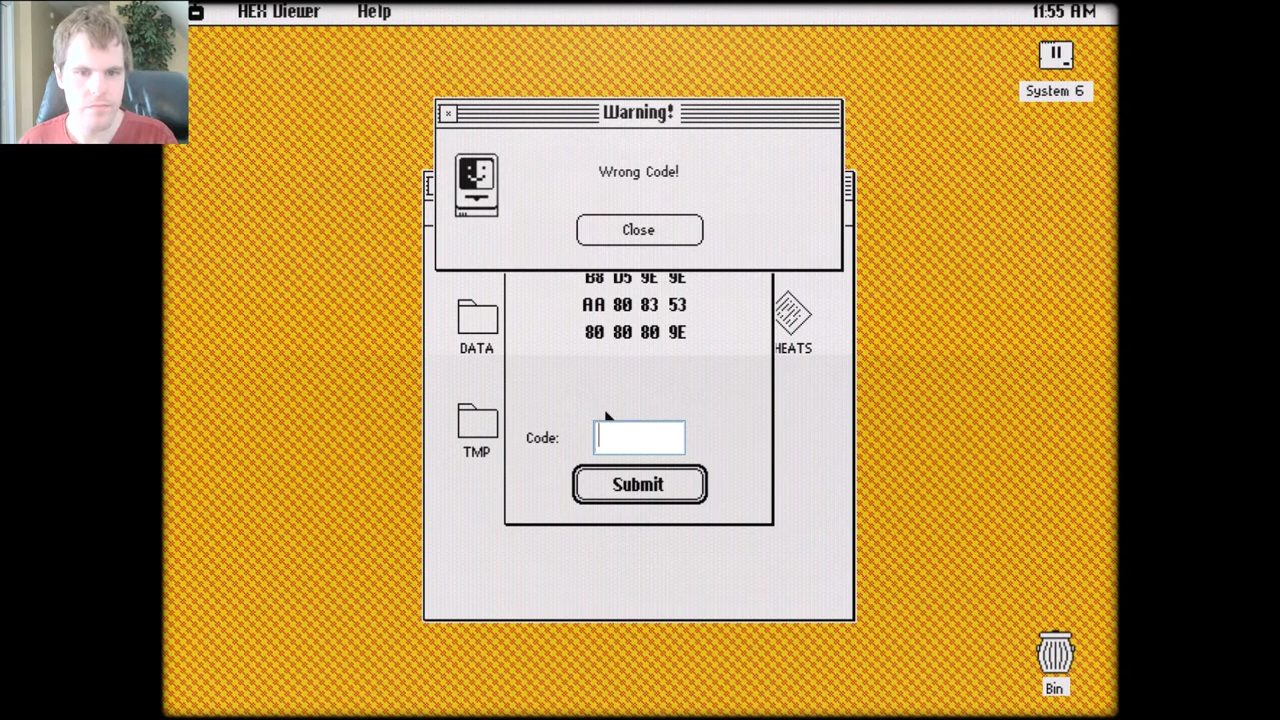 HEX Viewer Help 11:55 AM
System 6
Warning!
Wrong Code!
Close
B8 D5 9E 9E
AA 80 83 53
80 80 80 9E
DATA
HEATS
TMP
Code:
Submit
Bin